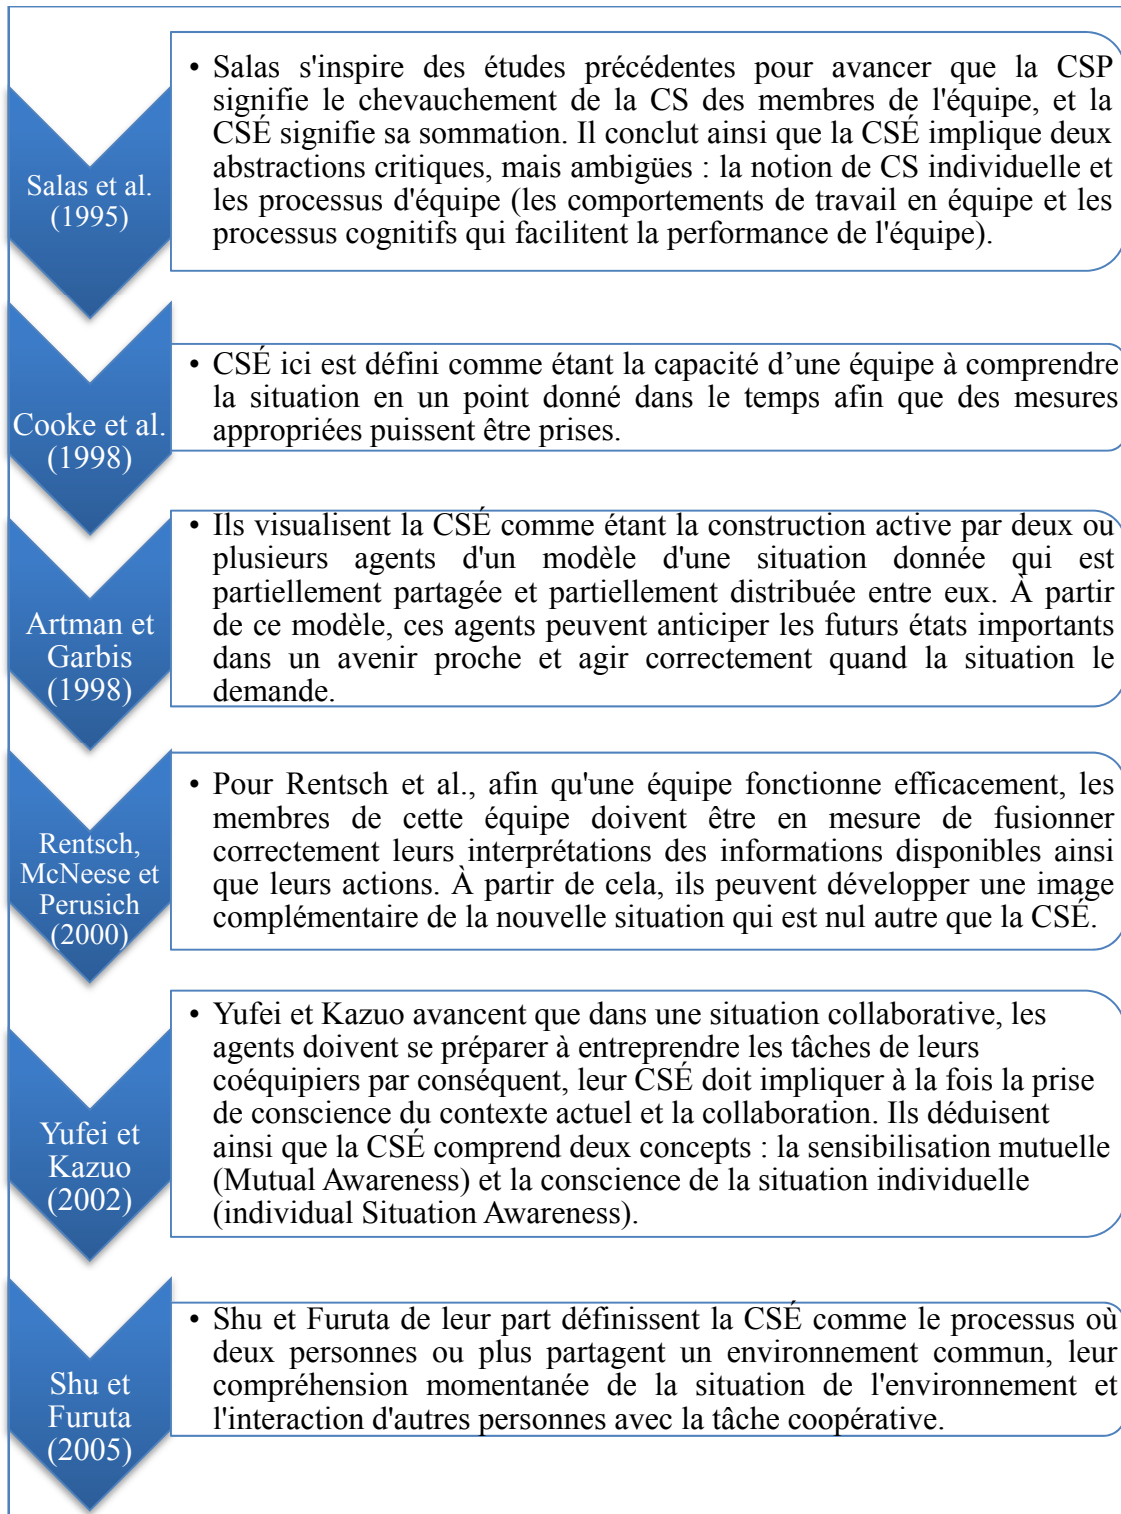 Salas et al.
(1995)
• Salas s'inspire des études précédentes pour avancer que la CSP
signifie le chevauchement de la CS des membres de l'équipe, et la
CSÉ signifie sa sommation. Il conclut ainsi que la CSÉ implique deux
abstractions critiques, mais ambigües : la notion de CS individuelle et
les processus d'équipe (les comportements de travail en équipe et les
processus cognitifs qui facilitent la performance de l'équipe).
Cooke et al.
(1998)
• CSÉ ici est défini comme étant la capacité d’une équipe à comprendre
la situation en un point donné dans le temps afin que des mesures
appropriées puissent être prises.
Artman et
Garbis
(1998)
• Ils visualisent la CSÉ comme étant la construction active par deux ou
plusieurs agents d'un modèle d'une situation donnée qui est
partiellement partagée et partiellement distribuée entre eux. À partir
de ce modèle, ces agents peuvent anticiper les futurs états importants
dans un avenir proche et agir correctement quand la situation le
demande.
Rentsch,
McNeese et
Perusich
(2000)
• Pour Rentsch et al., afin qu'une équipe fonctionne efficacement, les
membres de cette équipe doivent être en mesure de fusionner
correctement leurs interprétations des informations disponibles ainsi
que leurs actions. À partir de cela, ils peuvent développer une image
complémentaire de la nouvelle situation qui est nul autre que la CSÉ.
Yufei et
Kazuo
(2002)
• Yufei et Kazuo avancent que dans une situation collaborative, les
agents doivent se préparer à entreprendre les tâches de leurs
coéquipiers par conséquent, leur CSÉ doit impliquer à la fois la prise
de conscience du contexte actuel et la collaboration. Ils déduisent
ainsi que la CSÉ comprend deux concepts : la sensibilisation mutuelle
(Mutual Awareness) et la conscience de la situation individuelle
(individual Situation Awareness).
Shu et
Furuta
(2005)
• Shu et Furuta de leur part définissent la CSÉ comme le processus où
deux personnes ou plus partagent un environnement commun, leur
compréhension momentanée de la situation de l'environnement et
l'interaction d'autres personnes avec la tâche coopérative.